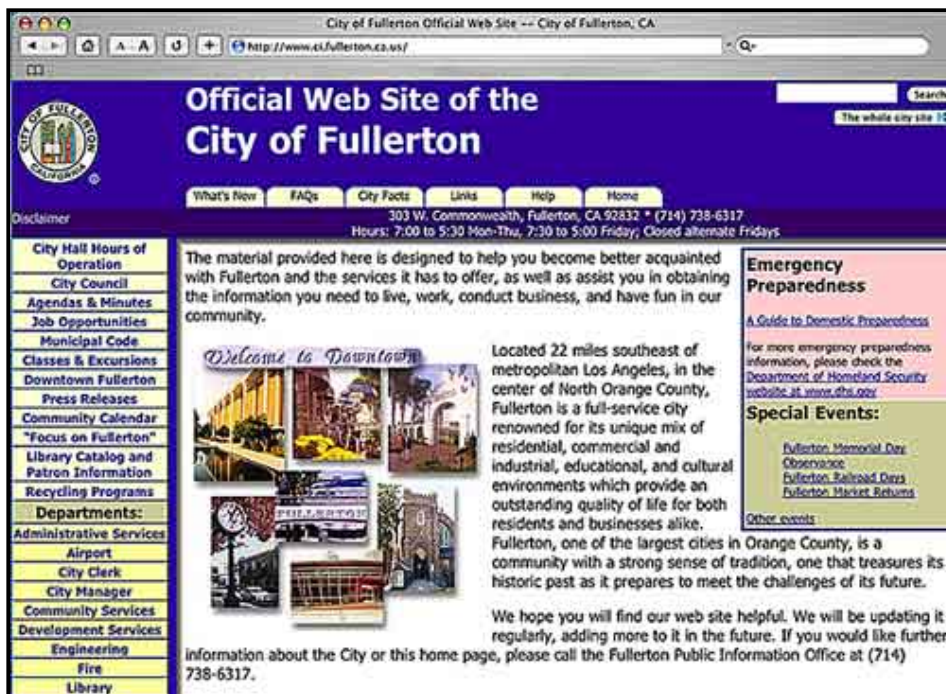 City of Fullerton Official Web Site -- City of Fullerton, CA
A A
http://www.ci.fullerton.ca.us/
CITY OF FULLERTON
CALIFORNIA
Official Web Site of the
City of Fullerton
Search
The whole city site
What's New FAQs City Facts Links Help Home
Disclaimer
303 W. Commonwealth, Fullerton, CA 92832 * (714) 738-6317
Hours: 7:00 to 5:30 Mon-Thu, 7:30 to 5:00 Friday; Closed alternate Fridays
City Hall Hours of
Operation
City Council
Agendas & Minutes
Job Opportunities
Municipal Code
Classes & Excursions
Downtown Fullerton
Press Releases
Community Calendar
"Focus on Fullerton"
Library Catalog and
Patron Information
Recycling Programs
Departments:
Administrative Services
Airport
City Clerk
City Manager
Community Services
Development Services
Engineering
Fire
Library
The material provided here is designed to help you become better acquainted
with Fullerton and the services it has to offer, as well as assist you in obtaining
the information you need to live, work, conduct business, and have fun in our
community.
Welcome to Downtown
FULLERTON
Located 22 miles southeast of
metropolitan Los Angeles, in the
center of North Orange County,
Fullerton is a full-service city
renowned for its unique mix of
residential, commercial and
industrial, educational, and cultural
environments which provide an
outstanding quality of life for both
residents and businesses alike.
Fullerton, one of the largest cities in Orange County, is a
community with a strong sense of tradition, one that treasures its
historic past as it prepares to meet the challenges of its future.
We hope you will find our web site helpful. We will be updating it
regularly, adding more to it in the future. If you would like further
information about the City or this home page, please call the Fullerton Public Information Office at (714)
738-6317.
Emergency
Preparedness
A Guide to Domestic Preparedness
For more emergency preparedness
information, please check the
Department of Homeland Security
website at www.dhs.gov
Special Events:
Fullerton Memorial Day
Observance
Fullerton Railroad Days
Fullerton Market Returns
Other events